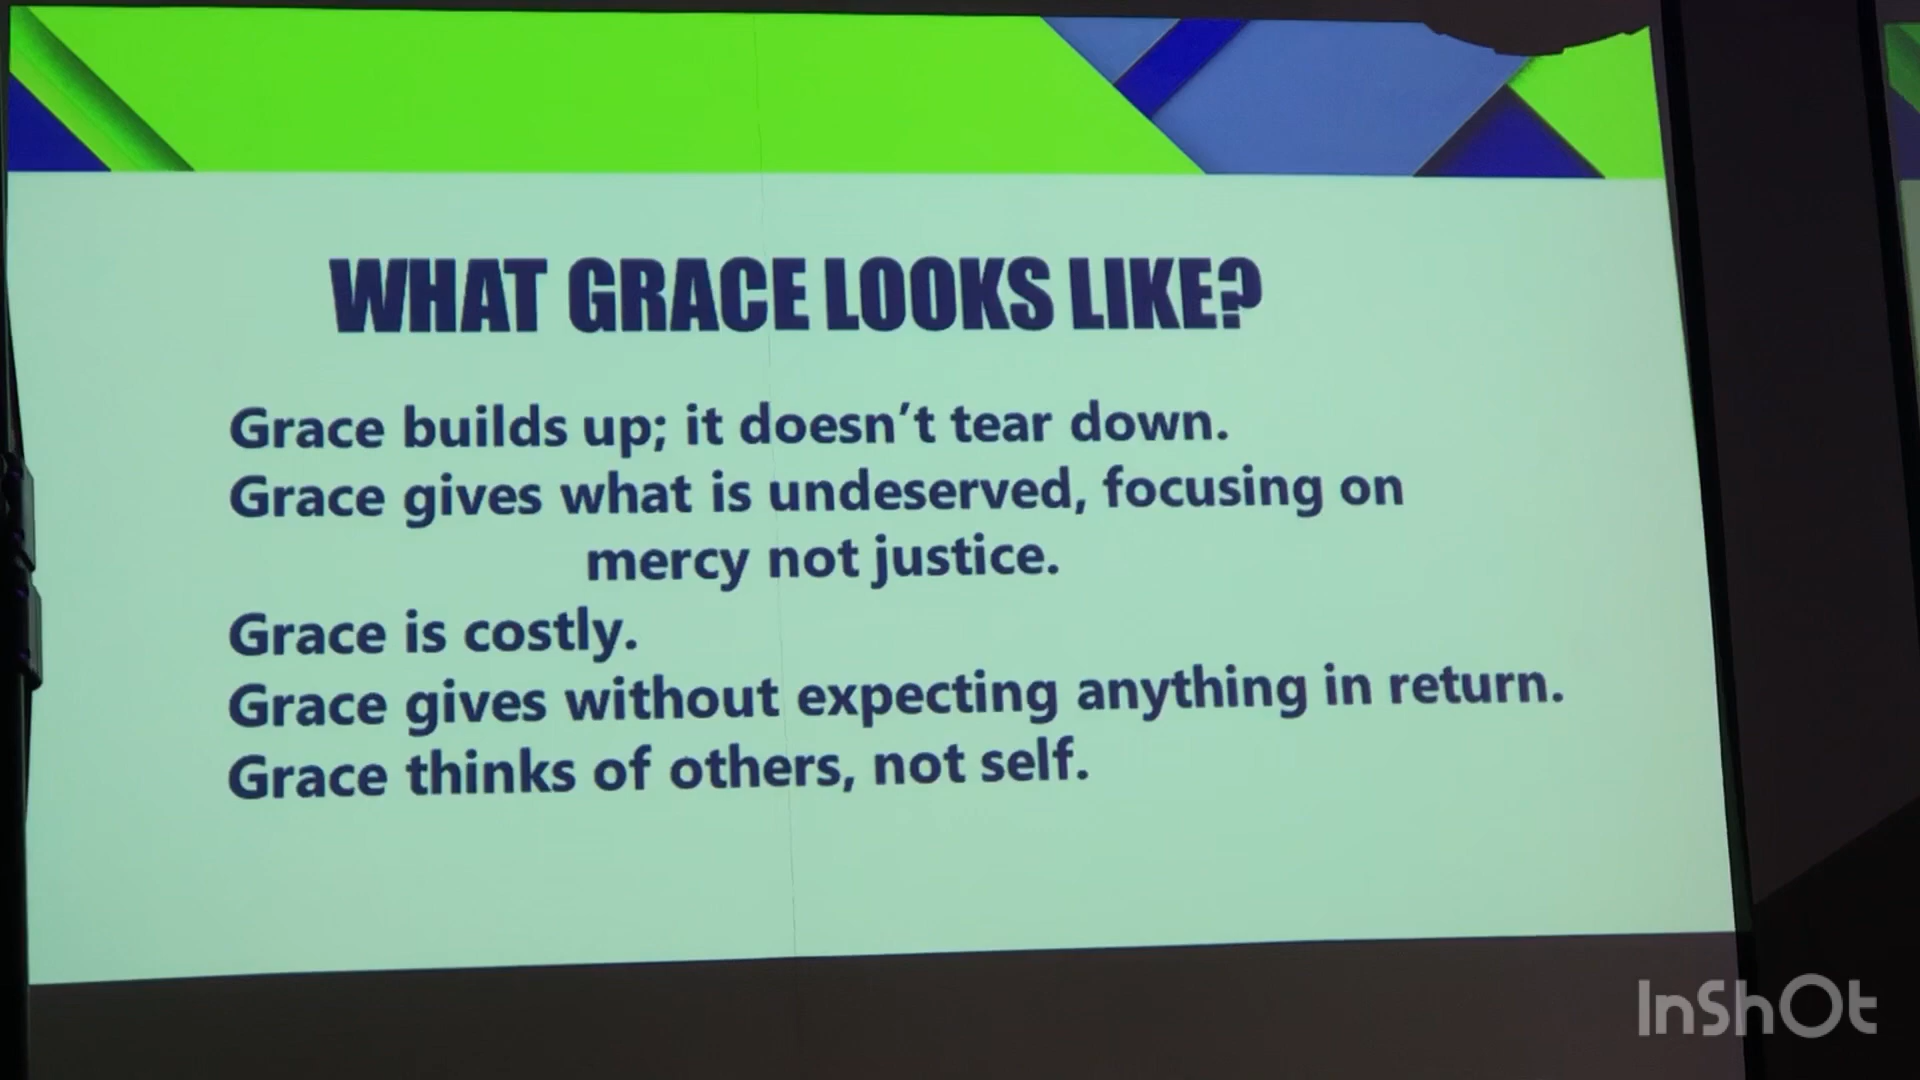 WHAT GRACE LOOKS LIKE?
Grace builds up; it doesn't tear down.
Grace gives what is undeserved, focusing on
mercy not justice.
Grace is costly.
Grace gives without expecting anything in return.
Grace thinks of others, not self.
InShOt